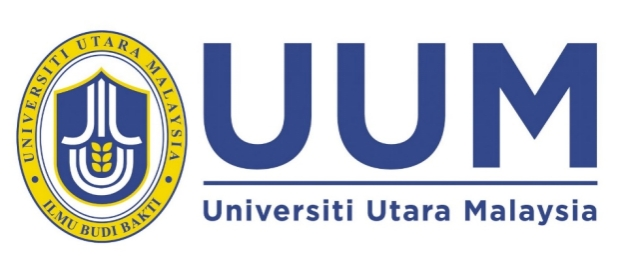 UNIVERSITI UTARA MALAYSIA
ILMU BUDI BAKTI
UUM
Universiti Utara Malaysia